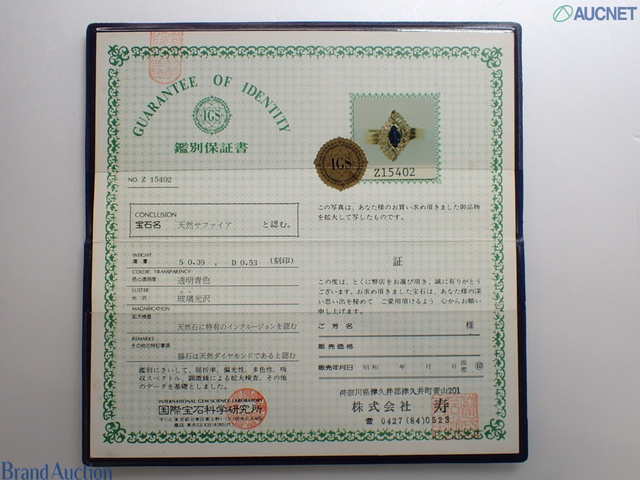 AUCNET
GUARANTEE OF IDENTITY
IGS
鑑別保証書
NO. Z 15402
IGS
Z15402
CONCLUSION
宝石名 天然サファイア と認む。
この写真は、あなた様のお買い求め頂きました御品物
を拡大して写したものです。
WEIGHT
重量 S 0.39 , D 0.53 (刻印)
COLOR: TRANSPARENCY
色の透明度 透明青色
LUSTER
光沢 玻璃光沢
MAGNIFICATION
拡大検査
天然石に特有のインクルージョンを認む
REMARKS
その他の特記事項
脇石は天然ダイヤモンドであると認む
鑑別において、屈折率、偏光性、多色性、吸
収スペクトル、顕微鏡による拡大検査、その他
のデータを基礎としました。
INTERNATIONAL GEM SCIENCE LABORATORY
国際宝石科学研究所
証
この度は、とくに弊店をお選び頂き、誠に有りがとう
ございます。お求め頂きました宝石は、あなた様の深
い思い出を秘めて ご愛用頂けるよう 心からお願い
申し上げます。
ご芳名 様
販売価格
販売年月日 昭和 年 月 日
神奈川県津久井郡津久井町青山201
株式会社 寿
☎ 0427(84)0523
Brand Auction